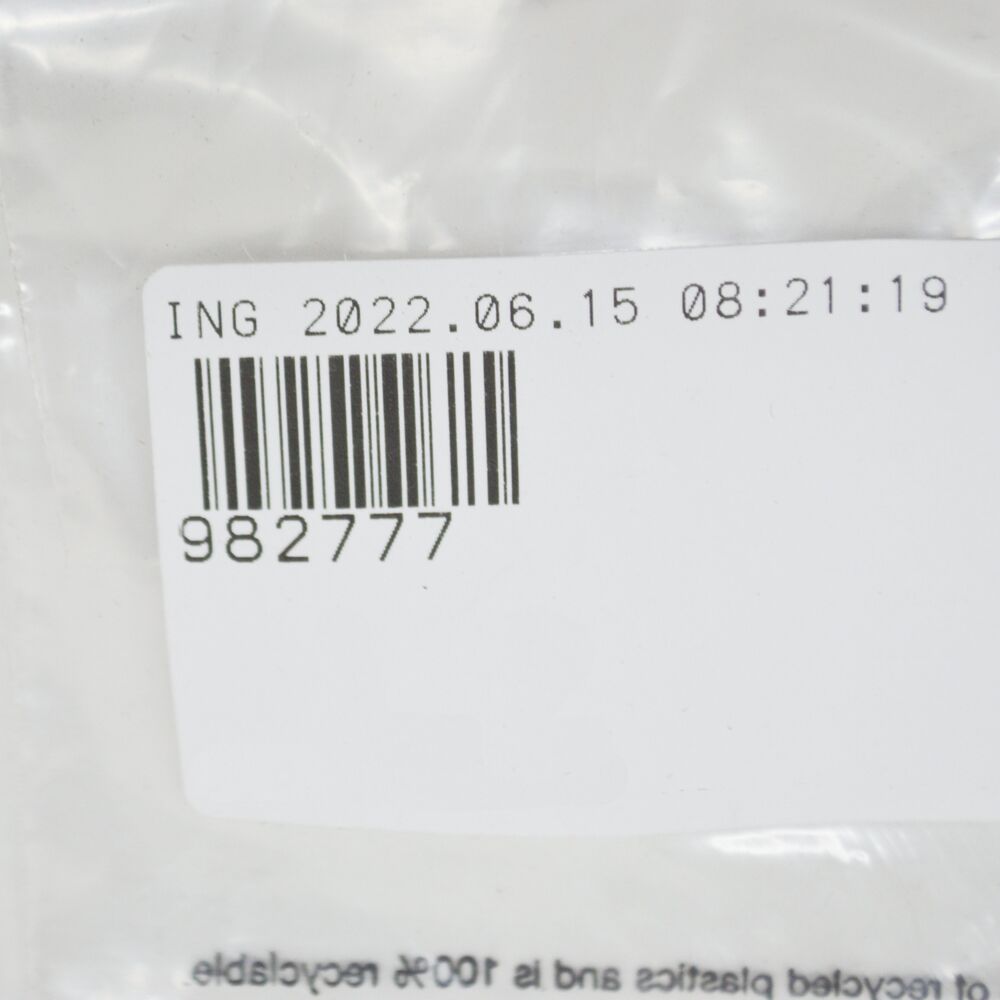 ING 2022.06.15 08:21:19
982777
of recycled plastics and is 100% recyclable